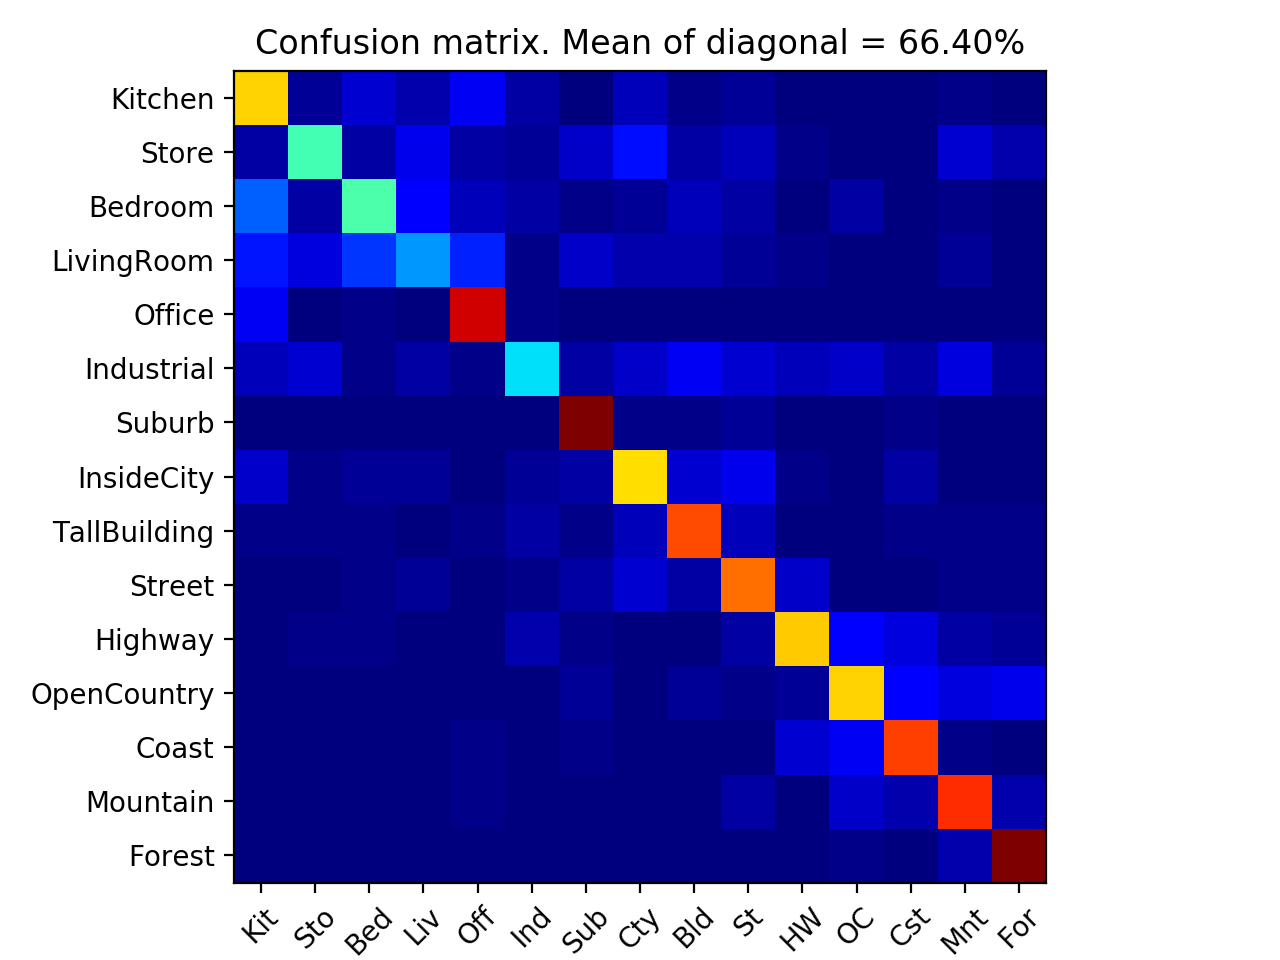 Confusion matrix. Mean of diagonal = 66.40%
Kitchen
Store
Bedroom
LivingRoom
Office
Industrial
Suburb
InsideCity
TallBuilding
Street
Highway
OpenCountry
Coast
Mountain
Forest
Kit Sto Bed Liv Off Ind Sub Cty Bld St HW OC Cst Mnt For